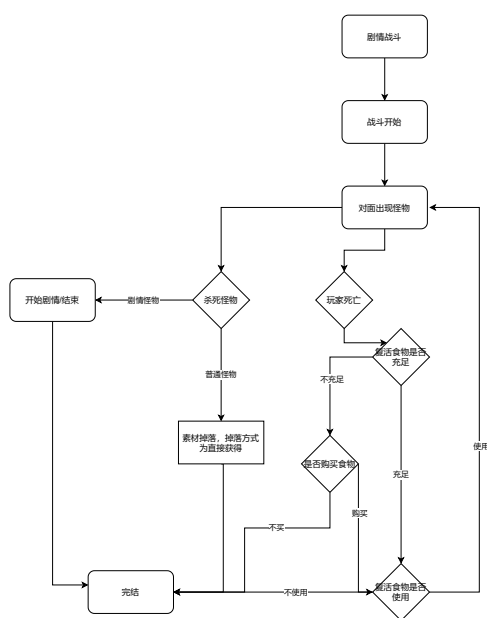 剧情战斗
战斗开始
对面出现怪物
开始剧情/结束
剧情怪物
杀死怪物
玩家死亡
复活食物是否
充足
普通怪物
不充足
素材掉落，掉落方式
为直接获得
是否购买食物
充足
使用
购买
不买
完结
不使用
复活食物是否
使用